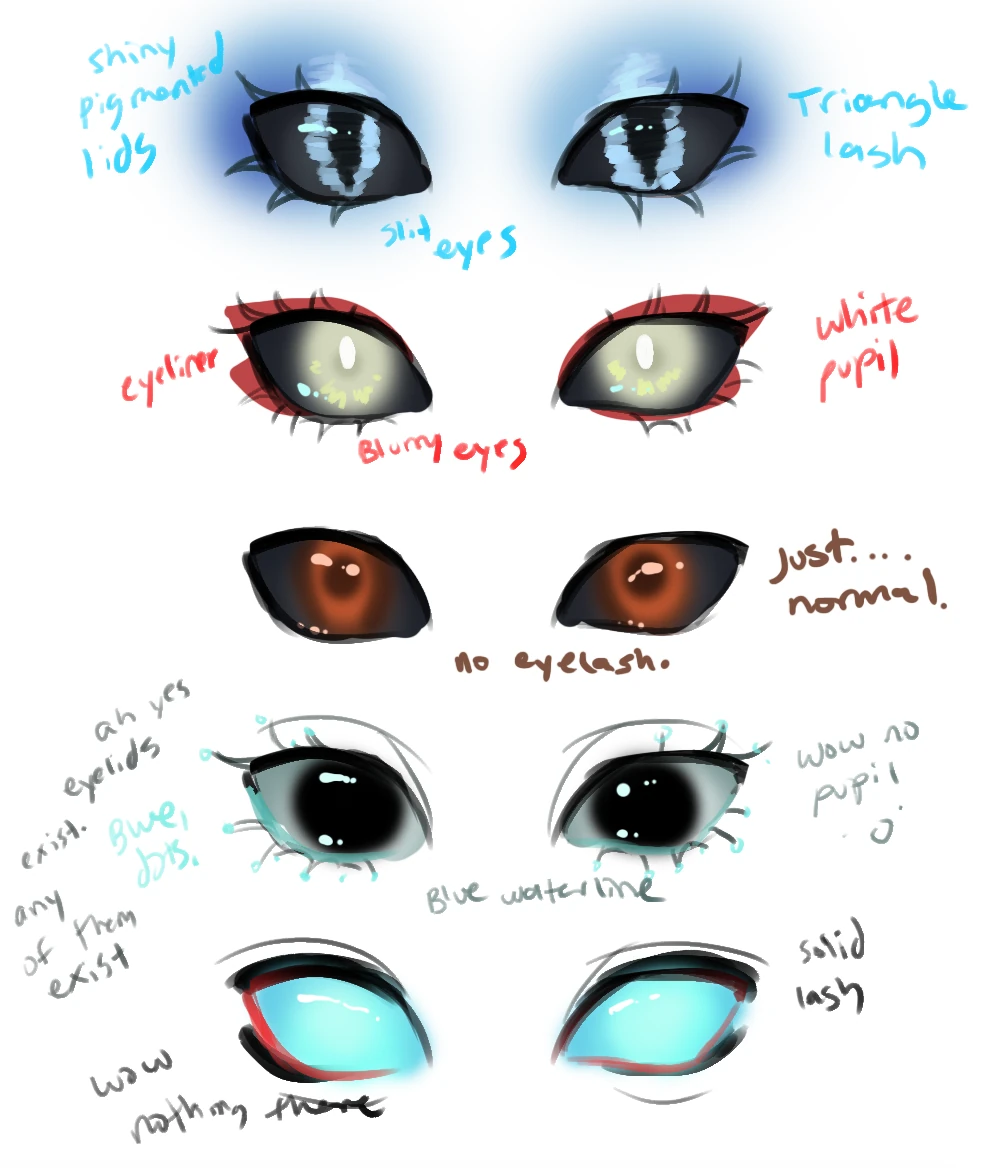 shiny
pigmented
lids
Triangle
lash
slit eyes
white
pupil
eyeliner
Blurry eyes
Just....
normal.
no eyelash.
ah yes
eyelids
exist.
any
of them
exist
wow no
pupil
:O
Blue,
Blue waterline
solid
lash
wow
nothing there